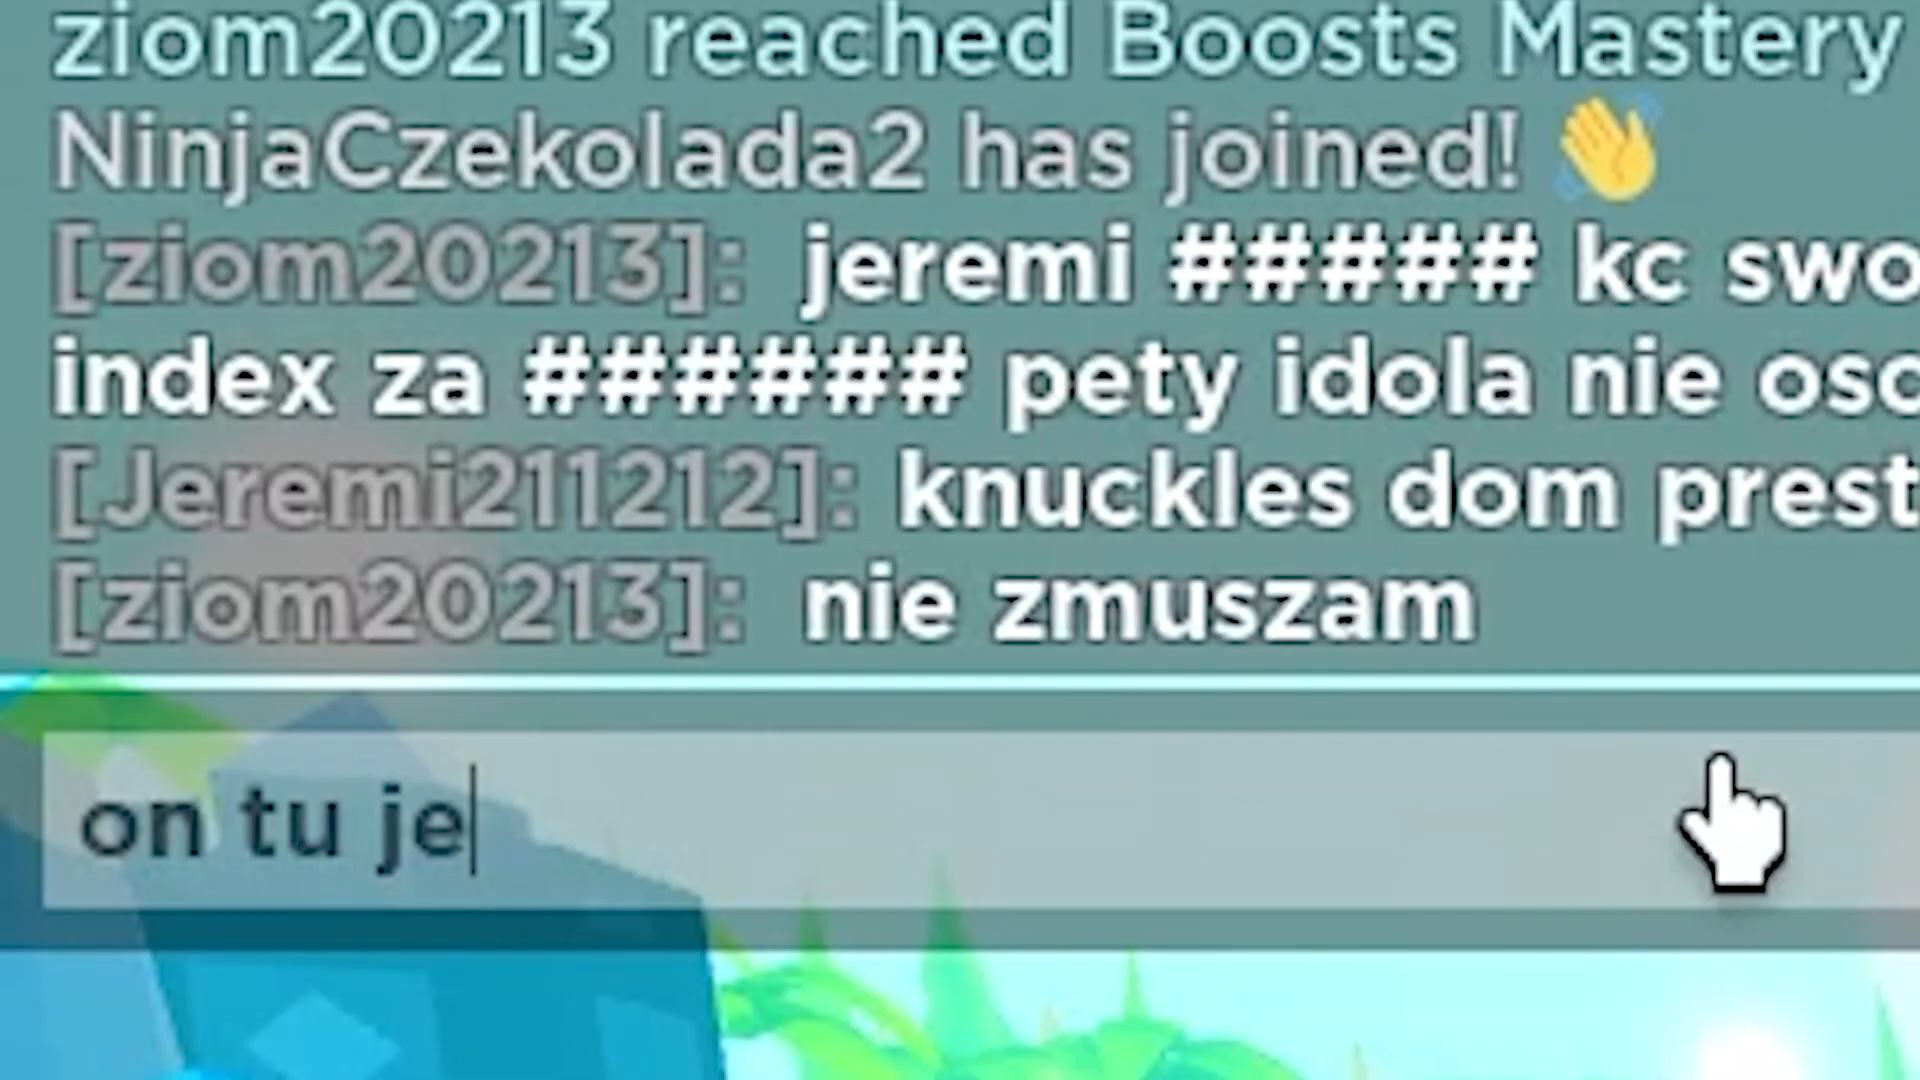 ziom20213 reached Boosts Mastery
NinjaCzekolada2 has joined! 👋
[ziom20213]: jeremi ##### kc swo
index za ###### pety idola nie oso
[Jeremi211212]: knuckles dom prest
[ziom20213]: nie zmuszam
on tu je